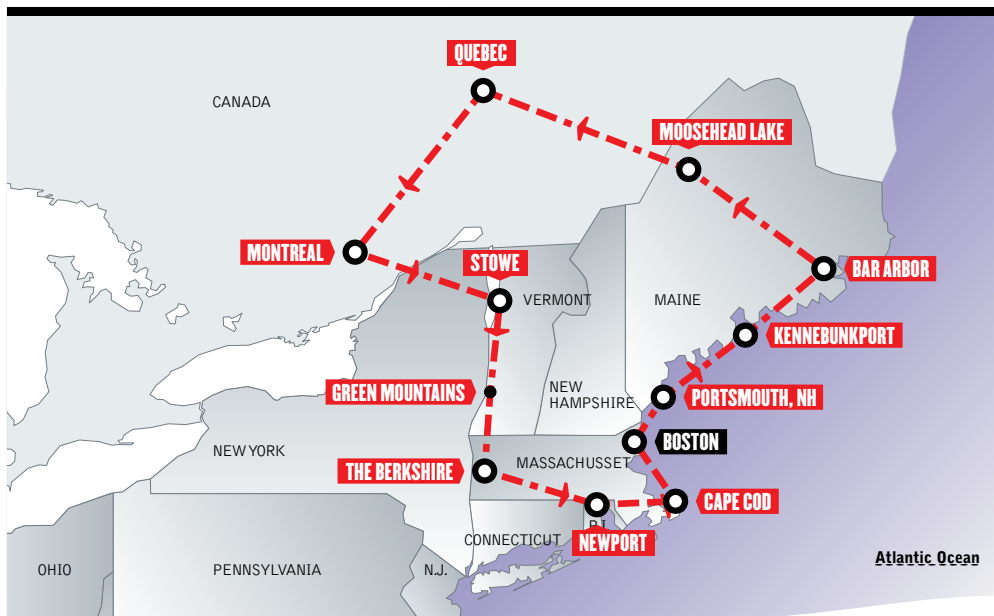 QUEBEC
CANADA
MOOSEHEAD LAKE
MONTREAL
STOWE
BAR ARBOR
VERMONT
MAINE
KENNEBUNKPORT
GREEN MOUNTAINS
NEW
HAMPSHIRE
PORTSMOUTH, NH
NEW YORK
BOSTON
THE BERKSHIRE
MASSACHUSSET
CAPE COD
R.I.
CONNECTICUT
NEWPORT
Atlantic Ocean
OHIO
PENNSYLVANIA
N.J.